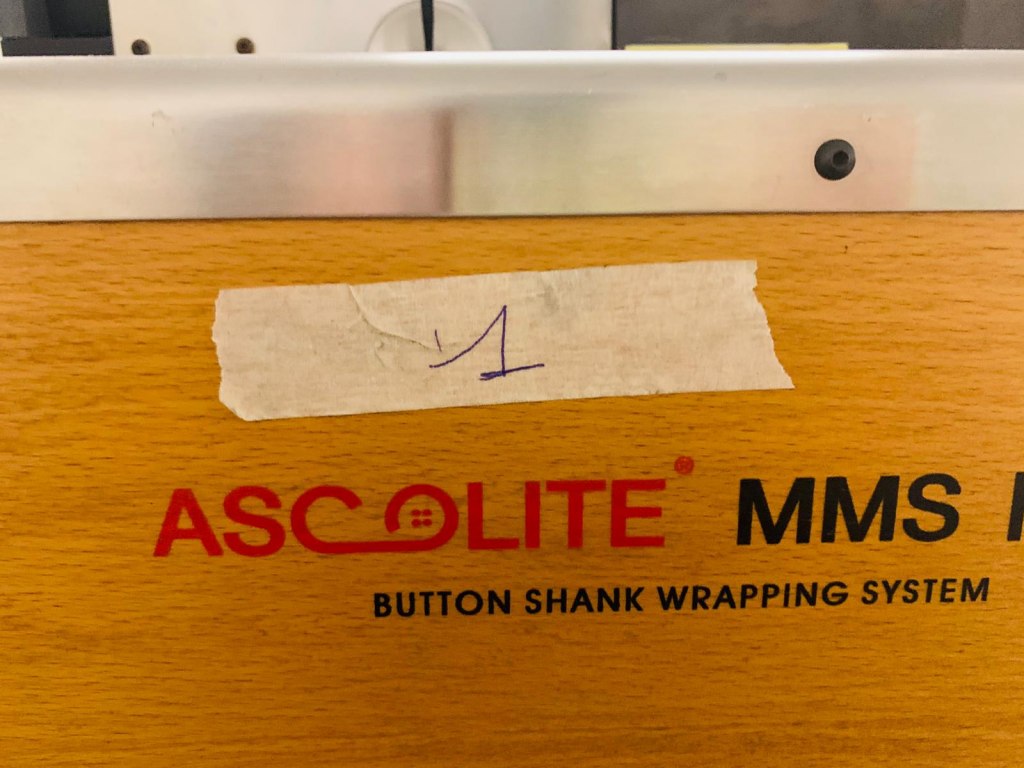 1
ASCOLITE® MMS
BUTTON SHANK WRAPPING SYSTEM